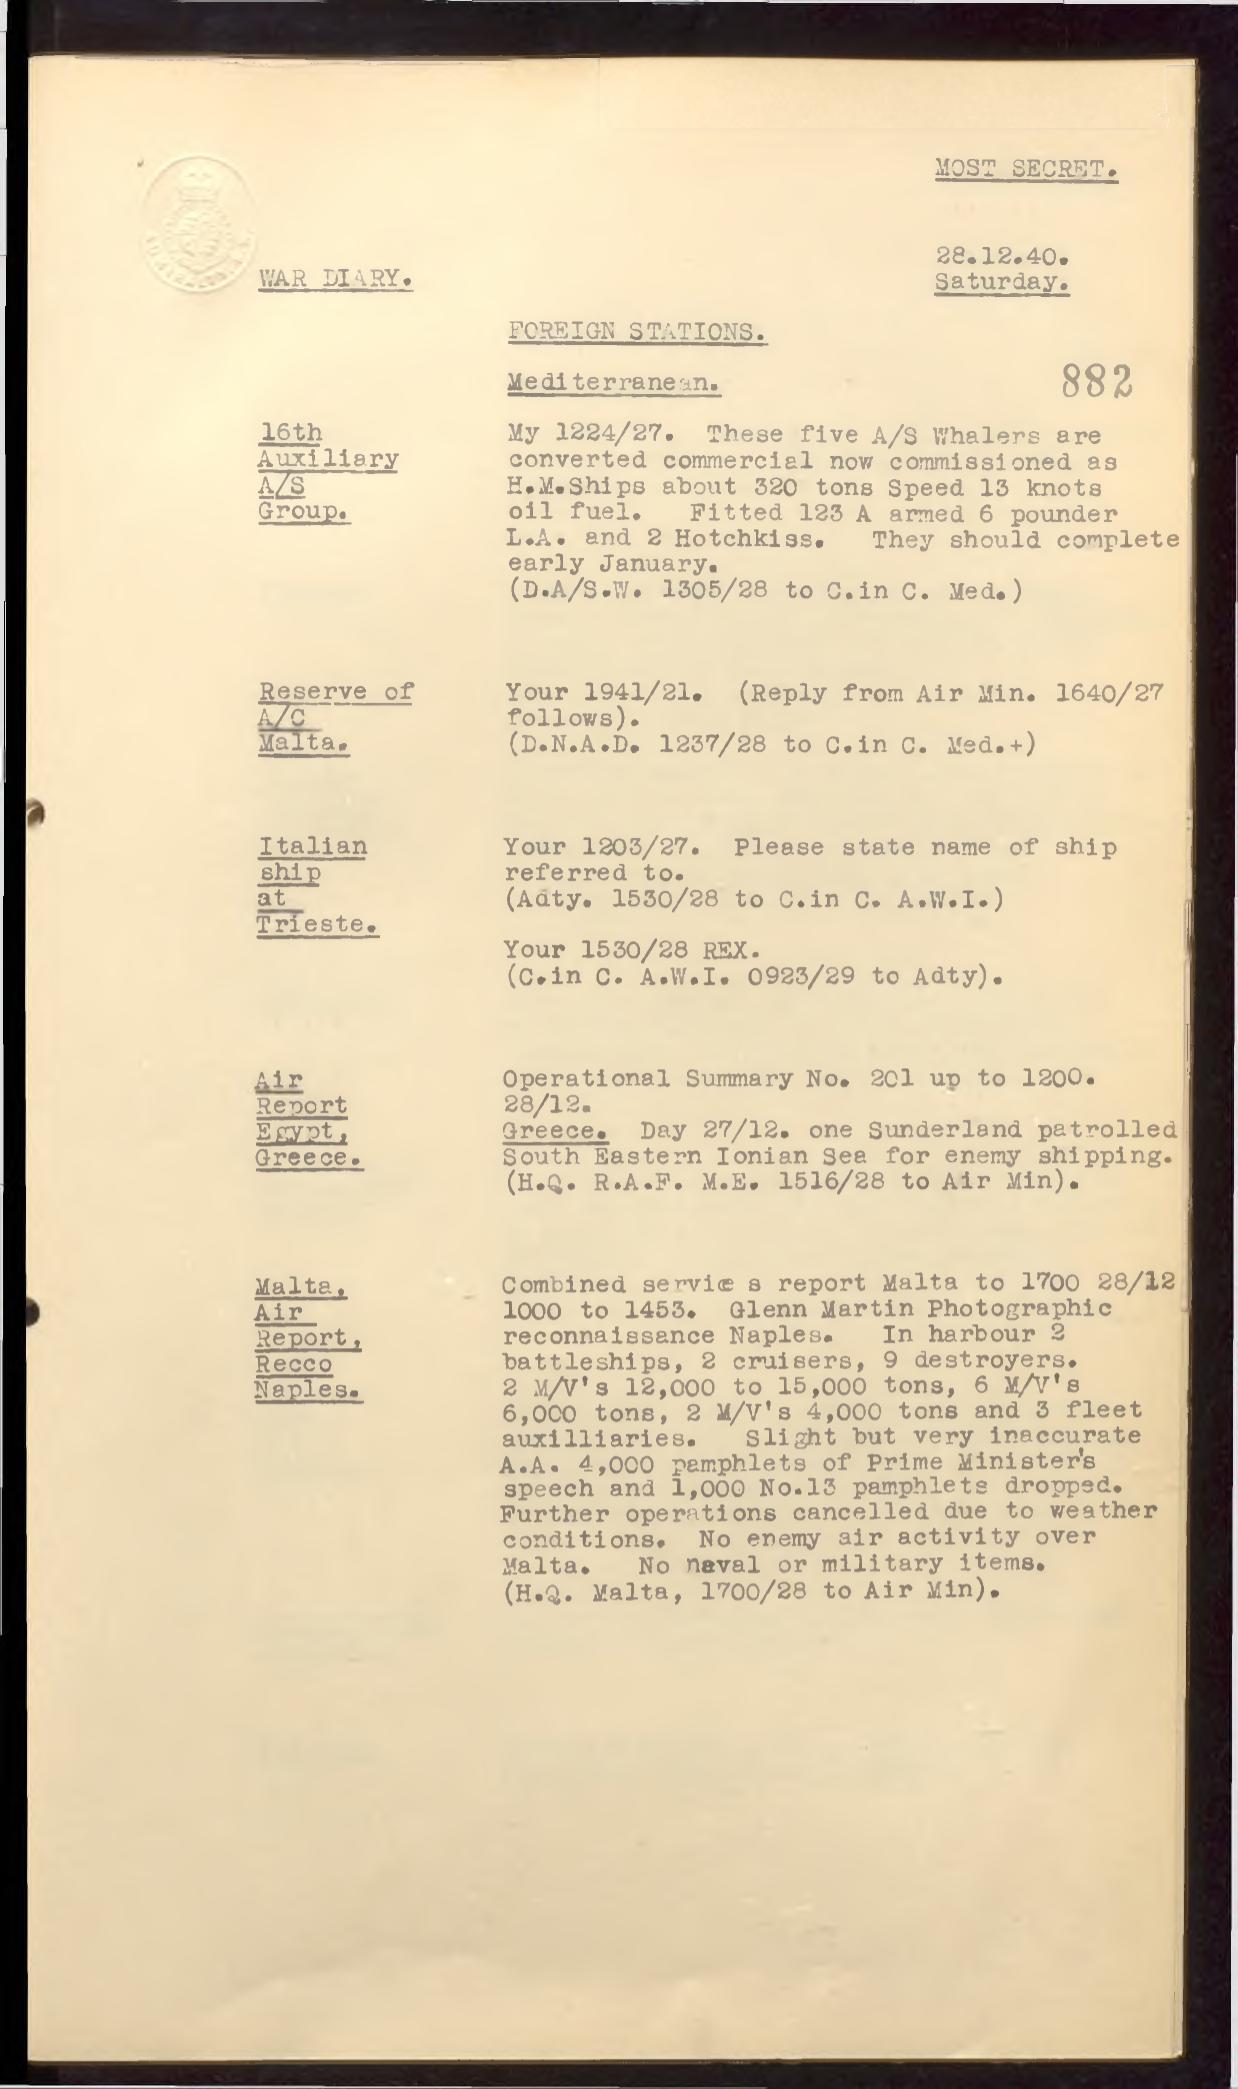 MOST SECRET.
28.12.40.
WAR DIARY.
Saturday.
FOREIGN STATIONS.
Mediterranean.
882
16th
Auxiliary
A/S
Group.
My 1224/27. These five A/S Whalers are
converted commercial now commissioned as
H.M.Ships about 320 tons Speed 13 knots
oil fuel. Fitted 123 A armed 6 pounder
L.A. and 2 Hotchkiss. They should complete
early January.
(D.A/S.W. 1305/28 to C.in C. Med.)
Reserve of
A/C
Malta.
Your 1941/21. (Reply from Air Min. 1640/27
follows).
(D.N.A.D. 1237/28 to C.in C. Med.+)
Italian
ship
at
Trieste.
Your 1203/27. Please state name of ship
referred to.
(Adty. 1530/28 to C.in C. A.W.I.)
Your 1530/28 REX.
(C.in C. A.W.I. 0923/29 to Adty).
Air
Report
Egypt,
Greece.
Operational Summary No. 201 up to 1200.
28/12.
Greece. Day 27/12. one Sunderland patrolled
South Eastern Ionian Sea for enemy shipping.
(H.Q. R.A.F. M.E. 1516/28 to Air Min).
Malta,
Air
Report,
Recco
Naples.
Combined service s report Malta to 1700 28/12
1000 to 1453. Glenn Martin Photographic
reconnaissance Naples. In harbour 2
battleships, 2 cruisers, 9 destroyers.
2 M/V's 12,000 to 15,000 tons, 6 M/V's
6,000 tons, 2 M/V's 4,000 tons and 3 fleet
auxilliaries. Slight but very inaccurate
A.A. 4,000 pamphlets of Prime Minister's
speech and 1,000 No.13 pamphlets dropped.
Further operations cancelled due to weather
conditions. No enemy air activity over
Malta. No naval or military items.
(H.Q. Malta, 1700/28 to Air Min).